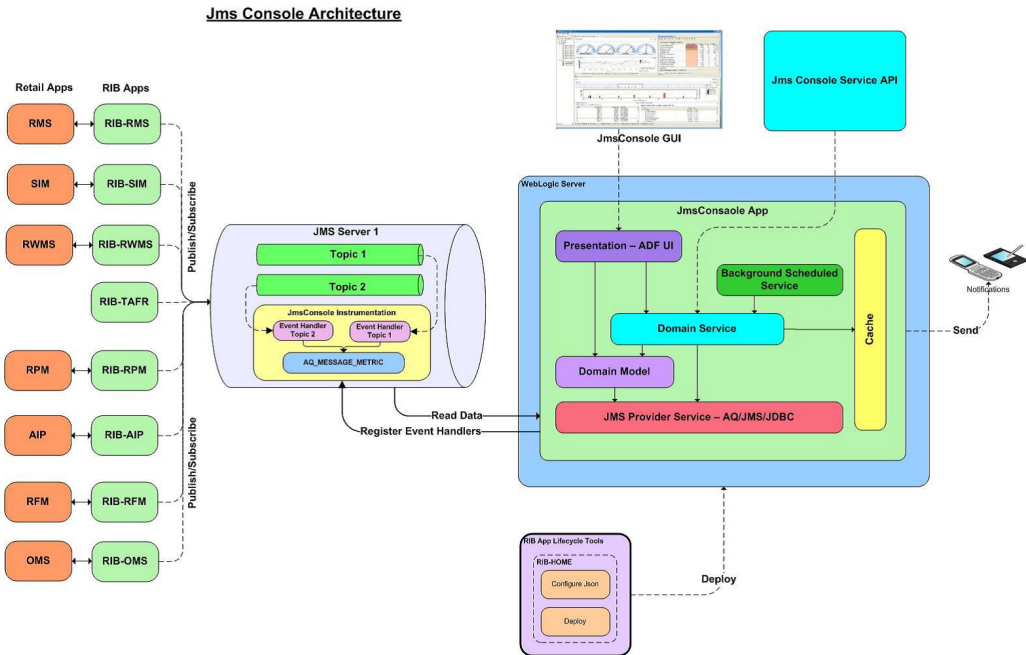 Jms Console Architecture
Retail Apps
RIB Apps
RMS
RIB-RMS
SIM
RIB-SIM
RWMS
RIB-RWMS
RIB-TAFR
RPM
RIB-RPM
AIP
RIB-AIP
RFM
RIB-RFM
OMS
RIB-OMS
Publish/Subscribe
Publish/Subscribe
JMS Server 1
Topic 1
Topic 2
JmsConsole Instrumentation
Event Handler
Topic 2
Event Handler
Topic 1
AQ_MESSAGE_METRIC
Read Data
Register Event Handlers
JmsConsole GUI
Jms Console Service API
WebLogic Server
JmsConsaole App
Presentation – ADF UI
Background Scheduled
Service
Domain Service
Domain Model
JMS Provider Service – AQ/JMS/JDBC
Cache
Notifications
Send
Deploy
RIB App Lifecycle Tools
RIB-HOME
Configure Json
Deploy